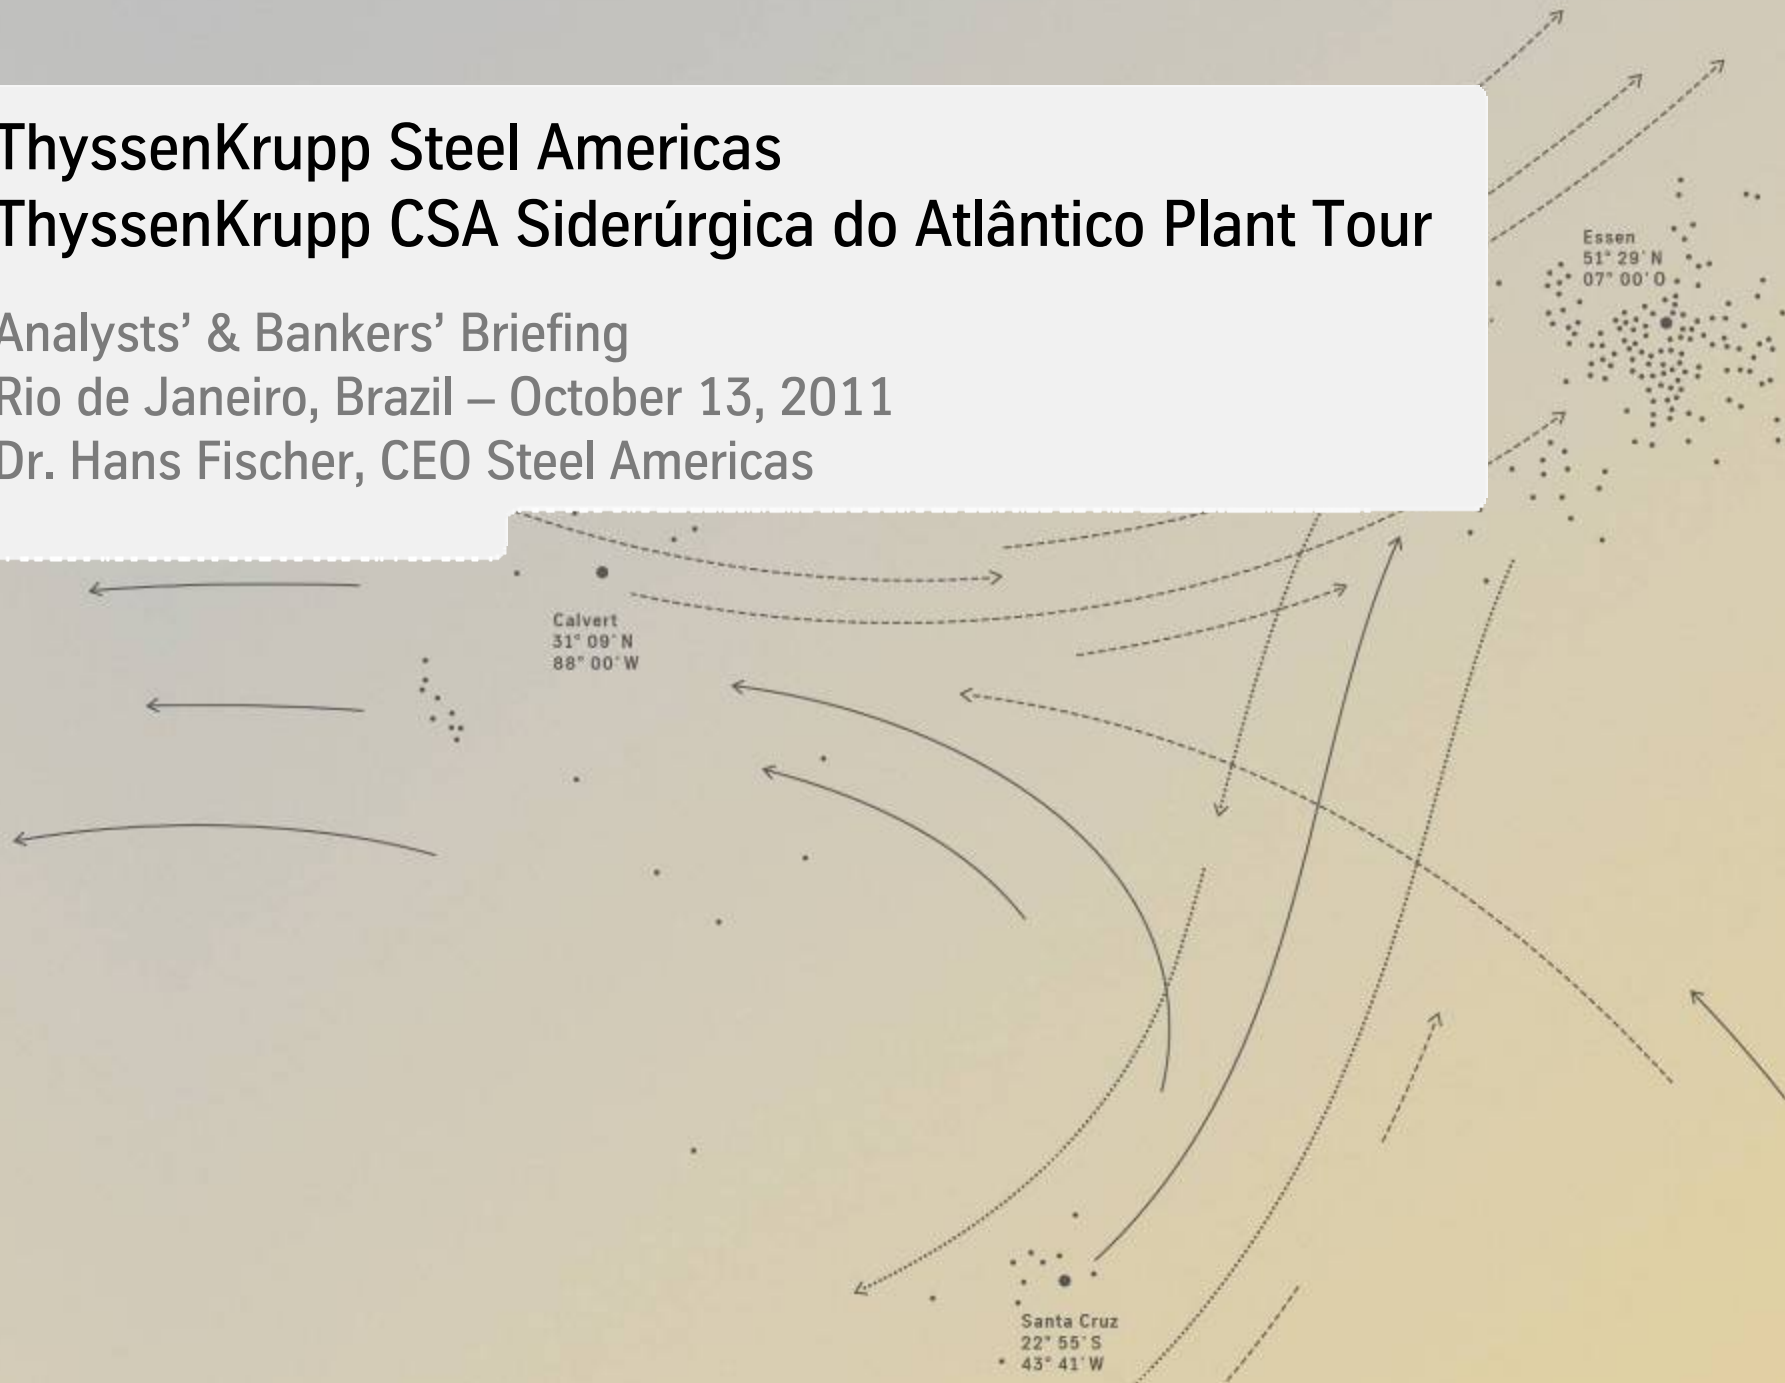 ThyssenKrupp Steel Americas
ThyssenKrupp CSA Siderúrgica do Atlântico Plant Tour
Analysts’ & Bankers’ Briefing
Rio de Janeiro, Brazil – October 13, 2011
Dr. Hans Fischer, CEO Steel Americas
Essen
51° 29' N
07° 00' O
Calvert
31° 09' N
88° 00' W
Santa Cruz
22° 55' S
43° 41' W